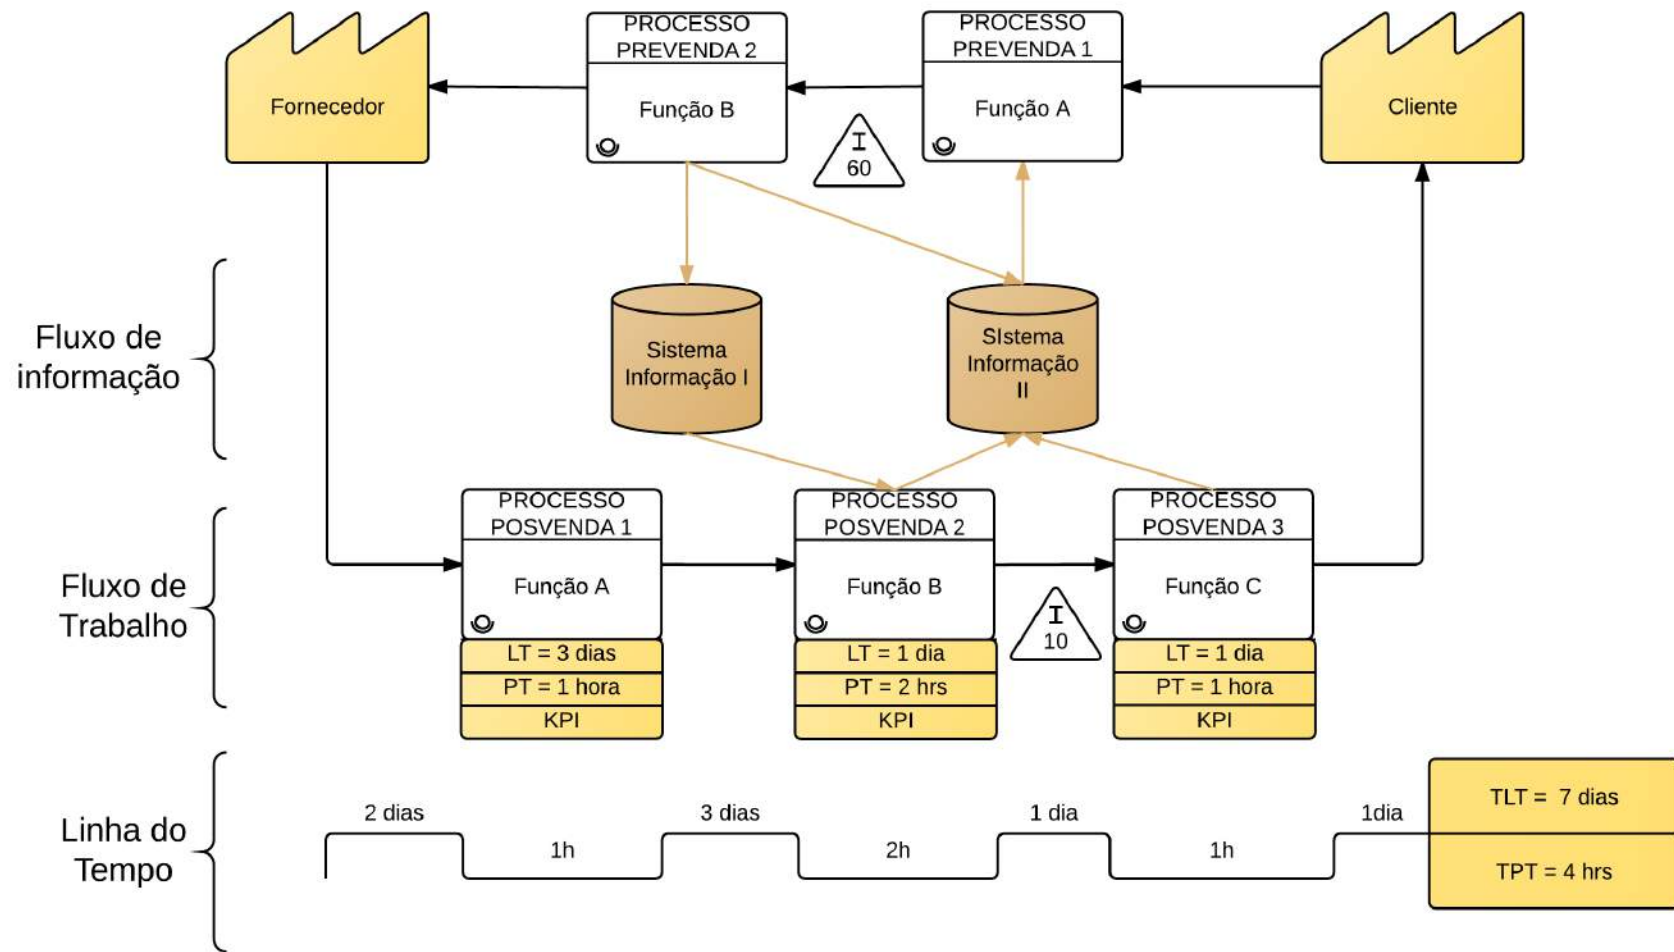 Fornecedor
PROCESSO
PREVENDA 2
Função B
I
60
PROCESSO
PREVENDA 1
Função A
Cliente
Fluxo de
informação
Sistema
Informação I
SIstema
Informação
II
Fluxo de
Trabalho
PROCESSO
POSVENDA 1
Função A
LT = 3 dias
PT = 1 hora
KPI
PROCESSO
POSVENDA 2
Função B
LT = 1 dia
PT = 2 hrs
KPI
I
10
PROCESSO
POSVENDA 3
Função C
LT = 1 dia
PT = 1 hora
KPI
Linha do
Tempo
2 dias
1h
3 dias
2h
1 dia
1h
1dia
TLT = 7 dias
TPT = 4 hrs